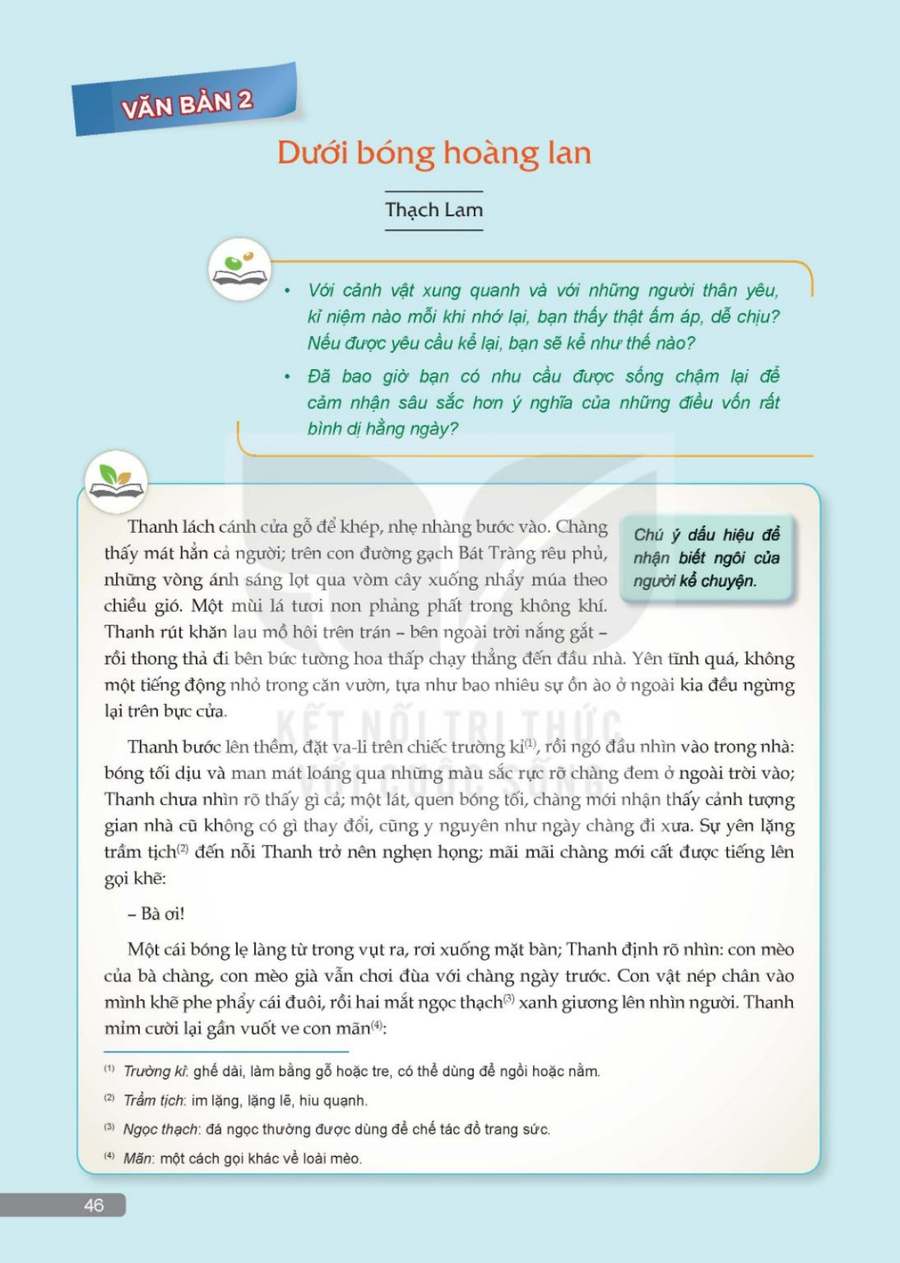 VĂN BẢN 2
Dưới bóng hoàng lan
Thạch Lam
• Với cảnh vật xung quanh và với những người thân yêu,
kỉ niệm nào mỗi khi nhớ lại, bạn thấy thật ấm áp, dễ chịu?
Nếu được yêu cầu kể lại, bạn sẽ kể như thế nào?
• Đã bao giờ bạn có nhu cầu được sống chậm lại để
cảm nhận sâu sắc hơn ý nghĩa của những điều vốn rất
bình dị hằng ngày?
Thanh lách cánh cửa gỗ để khép, nhẹ nhàng bước vào. Chàng
thấy mát hẳn cả người; trên con đường gạch Bát Tràng rêu phủ,
những vòng ánh sáng lọt qua vòm cây xuống nhẩy múa theo
chiều gió. Một mùi lá tươi non phảng phất trong không khí.
Thanh rút khăn lau mồ hôi trên trán – bên ngoài trời nắng gắt –
rồi thong thả đi bên bức tường hoa thấp chạy thẳng đến đầu nhà. Yên tĩnh quá, không
một tiếng động nhỏ trong căn vườn, tựa như bao nhiêu sự ồn ào ở ngoài kia đều ngừng
lại trên bực cửa.
Chú ý dấu hiệu để
nhận biết ngôi của
người kể chuyện.
Thanh bước lên thềm, đặt va-li trên chiếc trường kỉ(1), rồi ngó đầu nhìn vào trong nhà:
bóng tối dịu và man mát loáng qua những màu sắc rực rỡ chàng đem ở ngoài trời vào;
Thanh chưa nhìn rõ thấy gì cả; một lát, quen bóng tối, chàng mới nhận thấy cảnh tượng
gian nhà cũ không có gì thay đổi, cũng y nguyên như ngày chàng đi xưa. Sự yên lặng
trầm tịch(2) đến nỗi Thanh trở nên nghẹn họng; mãi mãi chàng mới cất được tiếng lên
gọi khẽ:
– Bà ơi!
Một cái bóng lẹ làng từ trong vụt ra, rơi xuống mặt bàn; Thanh định rõ nhìn: con mèo
của bà chàng, con mèo già vẫn chơi đùa với chàng ngày trước. Con vật nép chân vào
mình khẽ phe phẩy cái đuôi, rồi hai mắt ngọc thạch(3) xanh giương lên nhìn người. Thanh
mỉm cười lại gần vuốt ve con mãn(4):
(1) Trường kỉ: ghế dài, làm bằng gỗ hoặc tre, có thể dùng để ngồi hoặc nằm.
(2) Trầm tịch: im lặng, lặng lẽ, hiu quạnh.
(3) Ngọc thạch: đá ngọc thường được dùng để chế tác đồ trang sức.
(4) Mãn: một cách gọi khác về loài mèo.
KẾT NỐI TRI THỨC
VỚI CUỘC SỐNG
46